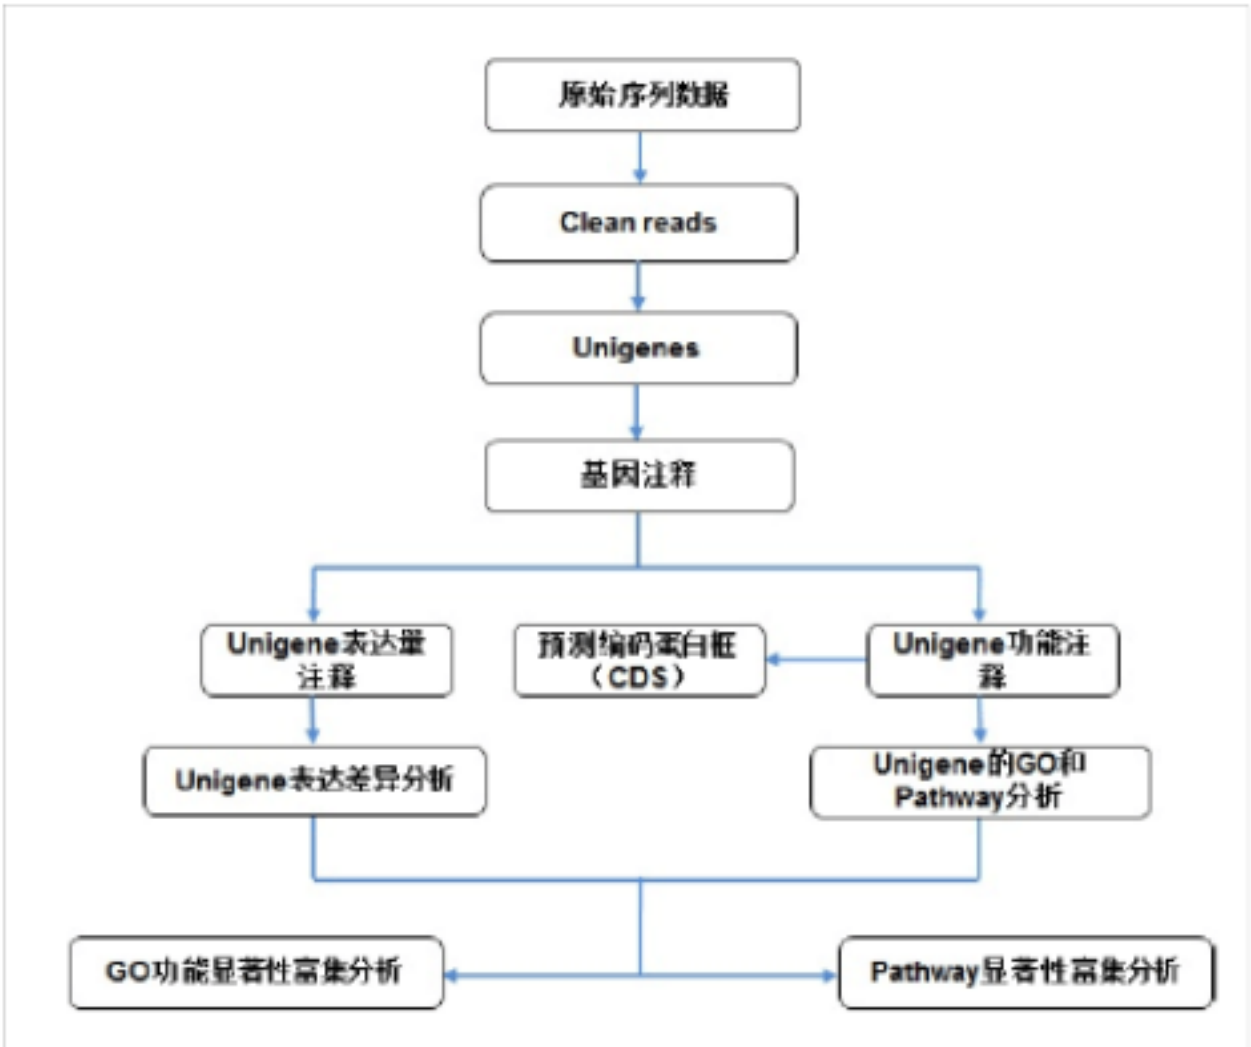 原始序列数据
Clean reads
Unigenes
基因注释
Unigene表达量
注释
预测编码蛋白框
（CDS）
Unigene功能注
释
Unigene表达差异分析
Unigene的GO和
Pathway分析
GO功能显著性富集分析
Pathway显著性富集分析